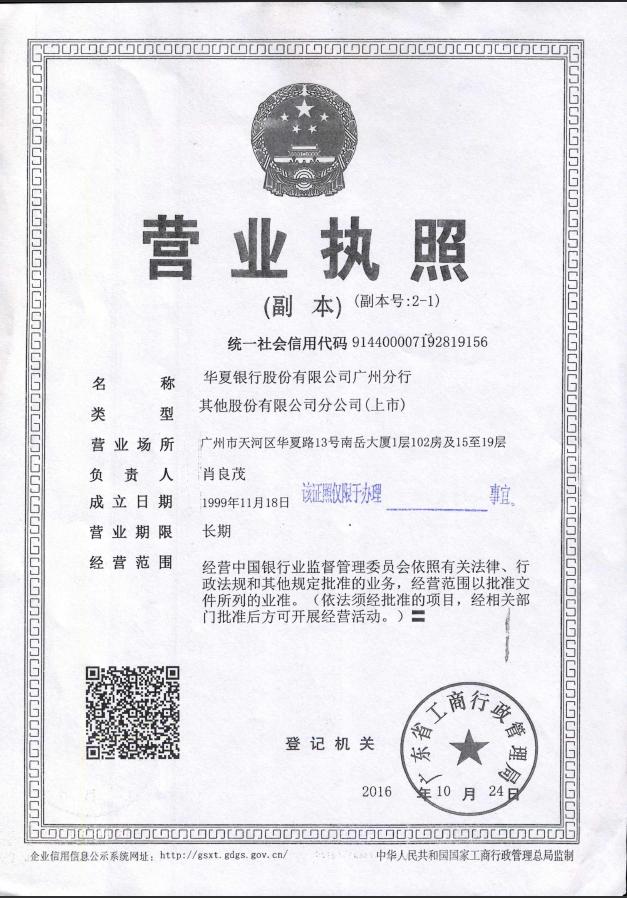 营业执照
(副 本) (副本号:2-1)
统一社会信用代码 914400007192819156
名 称 华夏银行股份有限公司广州分行
类 型 其他股份有限公司分公司(上市)
营业场所 广州市天河区华夏路13号南岳大厦1层102房及15至19层
负责人 肖良茂
成立日期 1999年11月18日 该证照仅限于办理 事宜。
营业期限 长期
经营范围 经营中国银行业监督管理委员会依照有关法律、行
政法规和其他规定批准的业务，经营范围以批准文
件所列的业准。（依法须经批准的项目，经相关部
门批准后方可开展经营活动。）
广东省工商行政管理局
登记机关
2016 年 10 月 24 日
企业信用信息公示系统网址：http://gsxt.gdgs.gov.cn/ 中华人民共和国国家工商行政管理总局监制